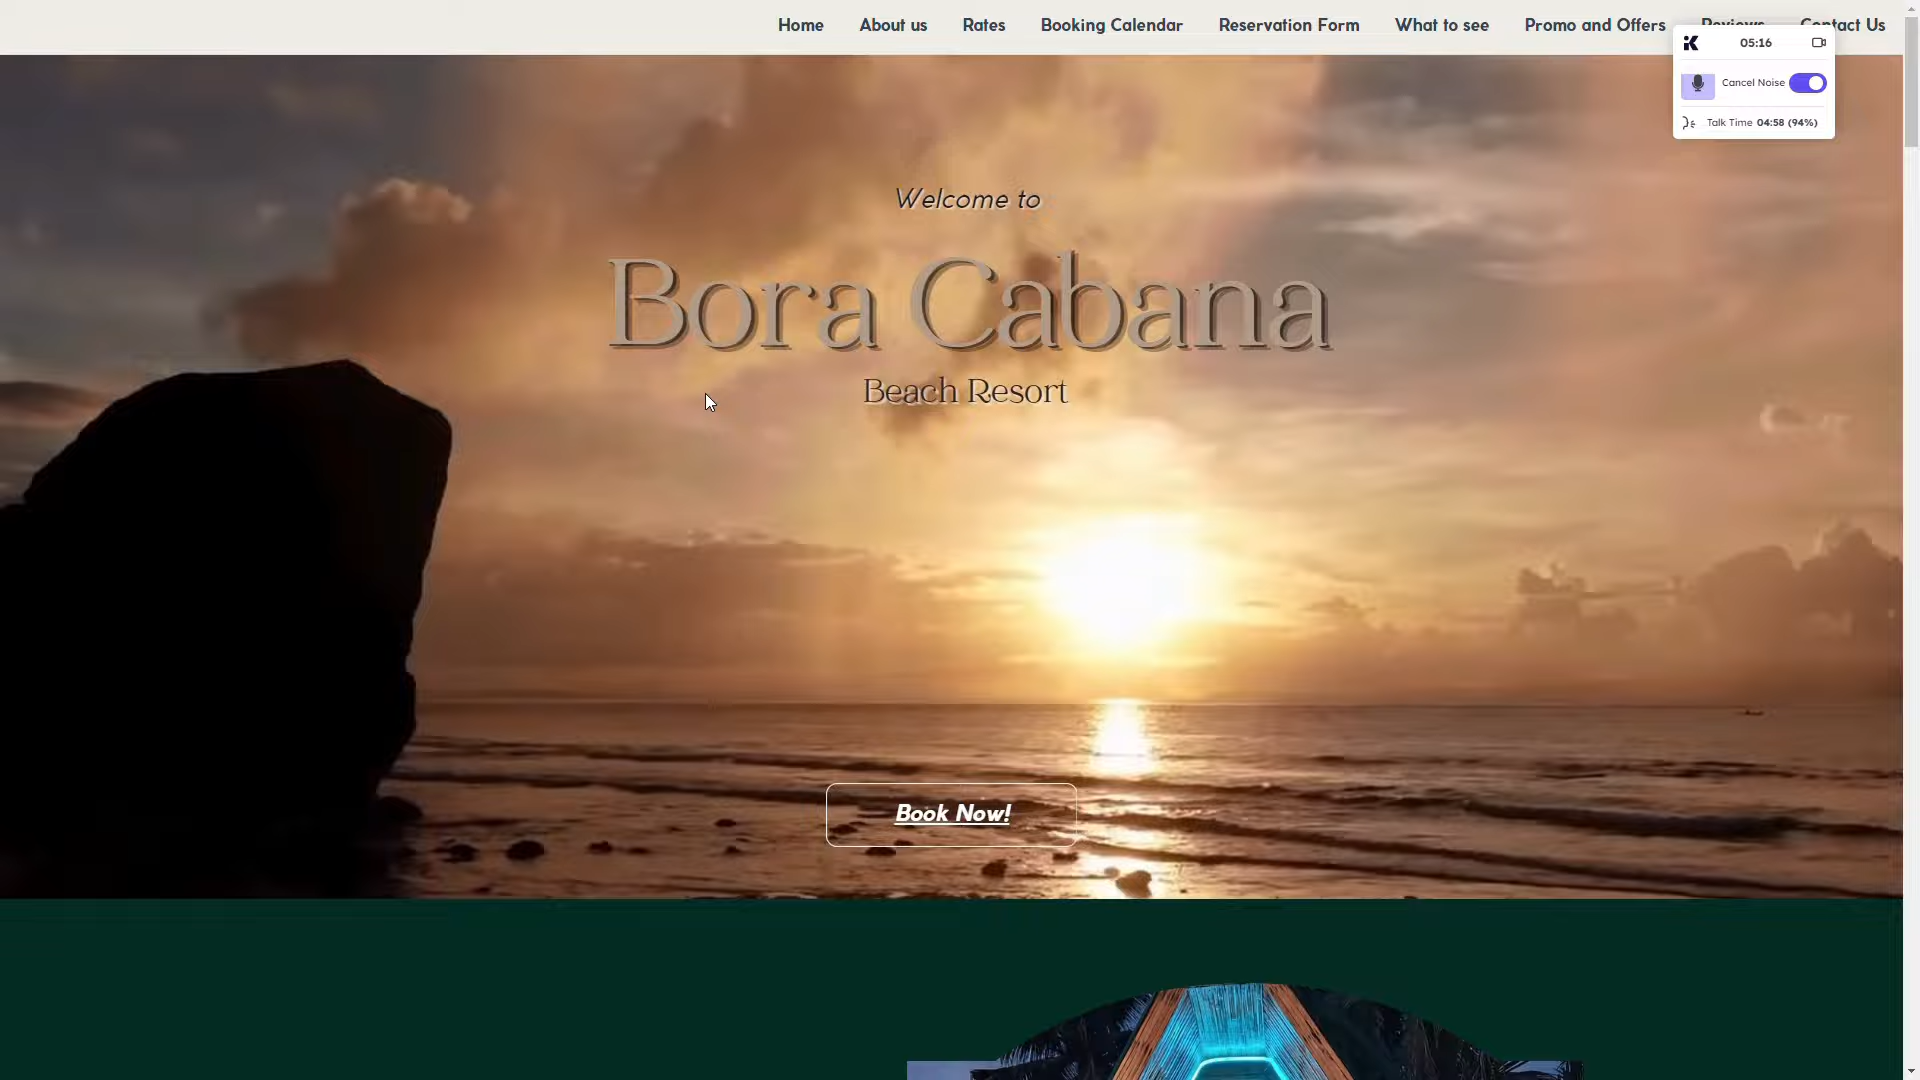 Home About us Rates Booking Calendar Reservation Form What to see Promo and Offers Reviews Contact Us
05:16
Cancel Noise
Talk Time 04:58 (94%)
Welcome to
Bora Cabana
Beach Resort
Book Now!